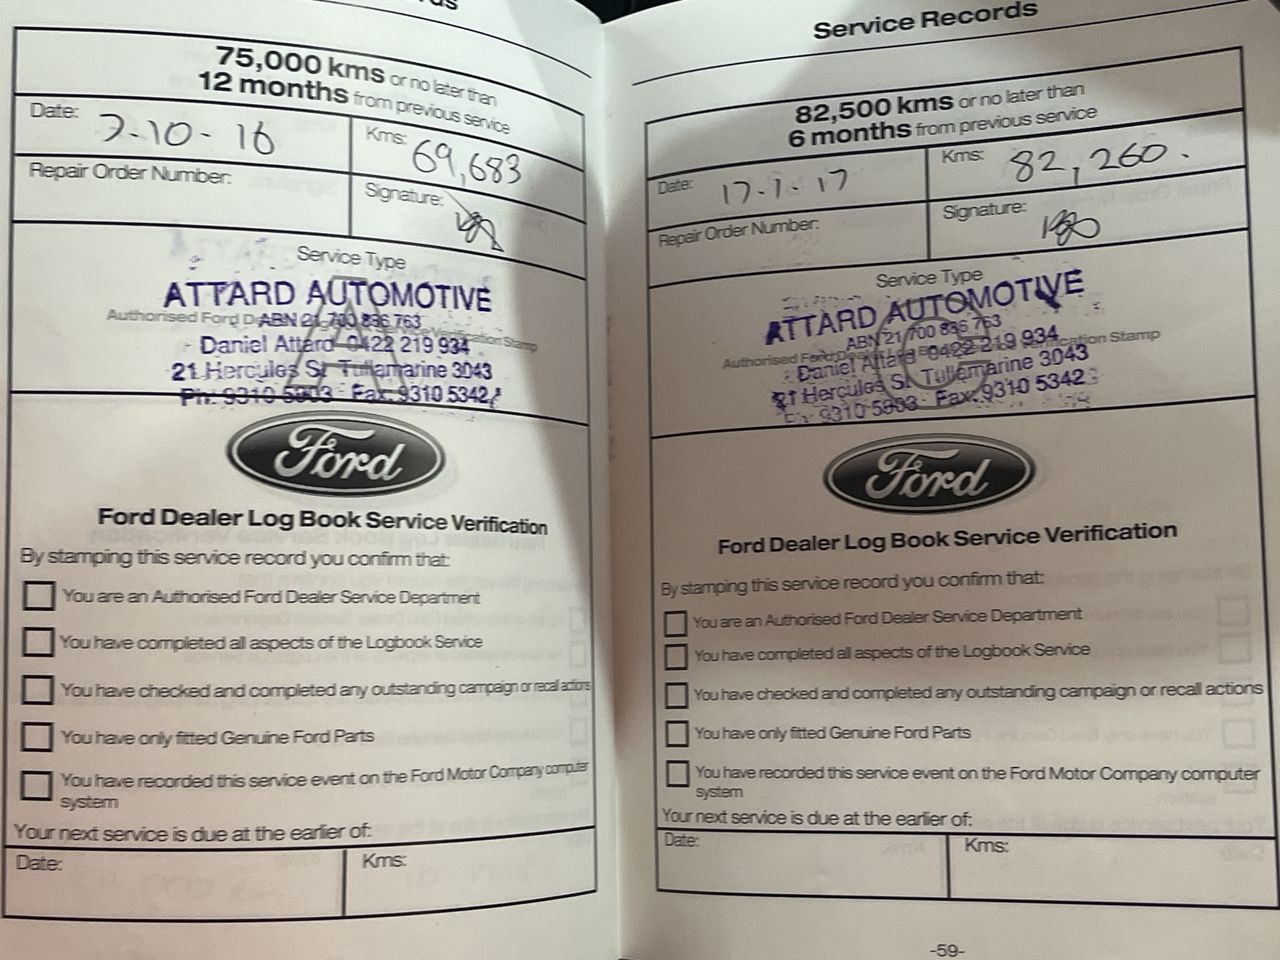 75,000 kms or no later than
12 months from previous service
Date: 7-10-16
Kms: 69,683
Repair Order Number:
Signature:
Service Type
ATTARD AUTOMOTIVE
Authorised Ford Service Verification Stamp
ABN 21 700 836 763
Daniel Attard 0422 219 934
21 Hercules St Tullamarine 3043
Ph: 9310 5903 - Fax: 9310 5342
Ford
Ford Dealer Log Book Service Verification
By stamping this service record you confirm that:
You are an Authorised Ford Dealer Service Department
You have completed all aspects of the Logbook Service
You have checked and completed any outstanding campaign or recall actions
You have only fitted Genuine Ford Parts
You have recorded this service event on the Ford Motor Company computer
system
Your next service is due at the earlier of:
Date:
Kms:
Service Records
82,500 kms or no later than
6 months from previous service
Date: 17.1.17
Kms: 82,260.
Repair Order Number:
Signature:
Service Type
ATTARD AUTOMOTIVE
ABN 21 700 836 763
Authorised Ford Stamp
Daniel Attard 0422 219 934
21 Hercules St Tullamarine 3043
9310 5903 - Fax: 9310 5342
Ford
Ford Dealer Log Book Service Verification
By stamping this service record you confirm that:
You are an Authorised Ford Dealer Service Department
You have completed all aspects of the Logbook Service
You have checked and completed any outstanding campaign or recall actions
You have only fitted Genuine Ford Parts
You have recorded this service event on the Ford Motor Company computer
system
Your next service is due at the earlier of:
Date:
Kms:
-59-